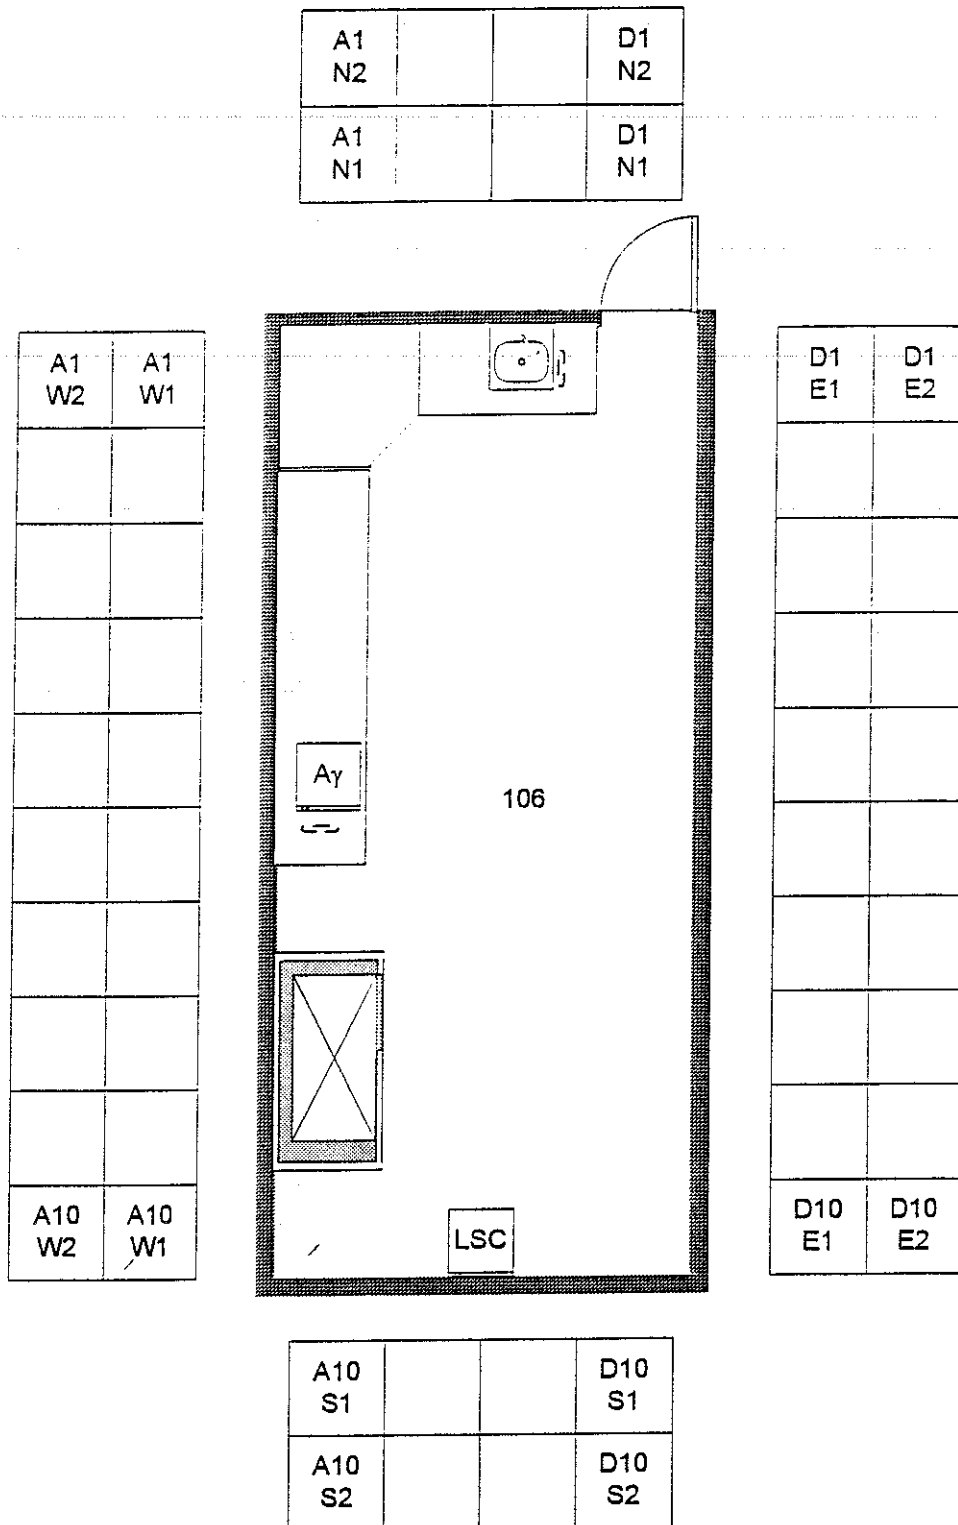 A1 D1
N2 N2
A1 D1
N1 N1
A1 A1 D1 D1
W2 W1 E1 E2
Aγ
106
A10 A10 D10 D10
W2 W1 E1 E2
LSC
A10 D10
S1 S1
A10 D10
S2 S2